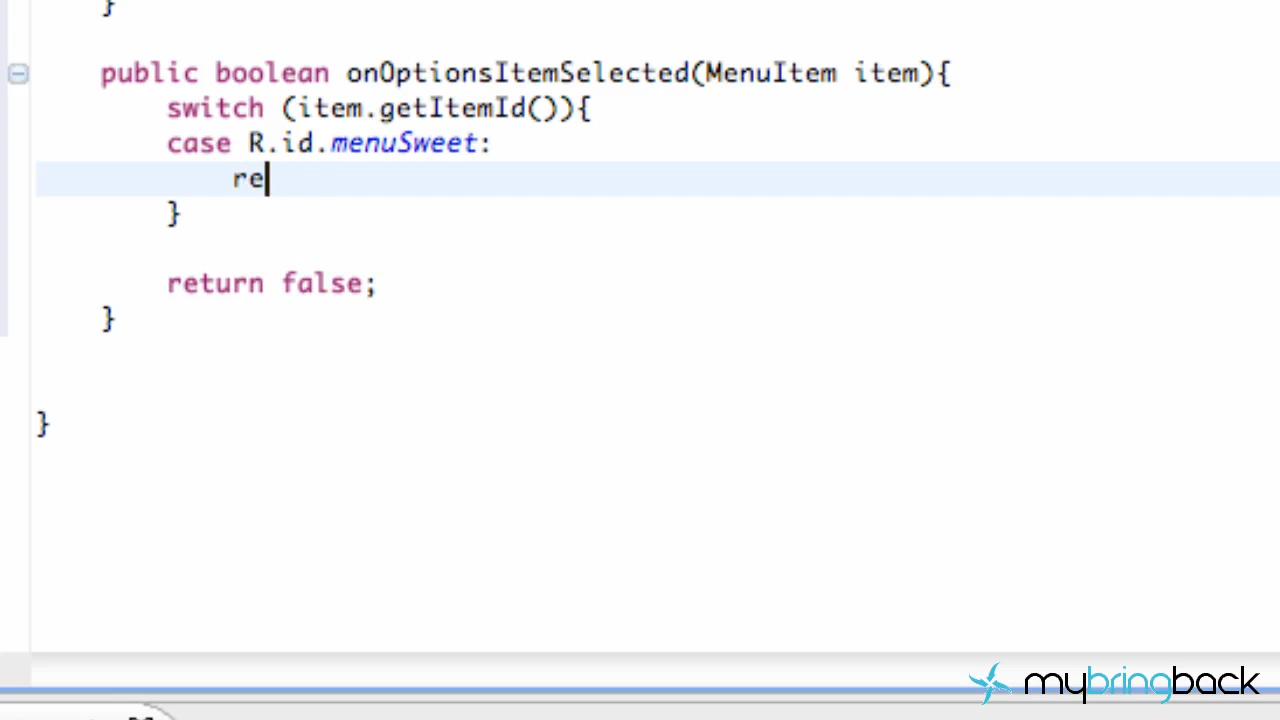 }
public boolean onOptionsItemSelected(MenuItem item){
switch (item.getItemId()){
case R.id.menuSweet:
re
}
return false;
}
}
mybringback